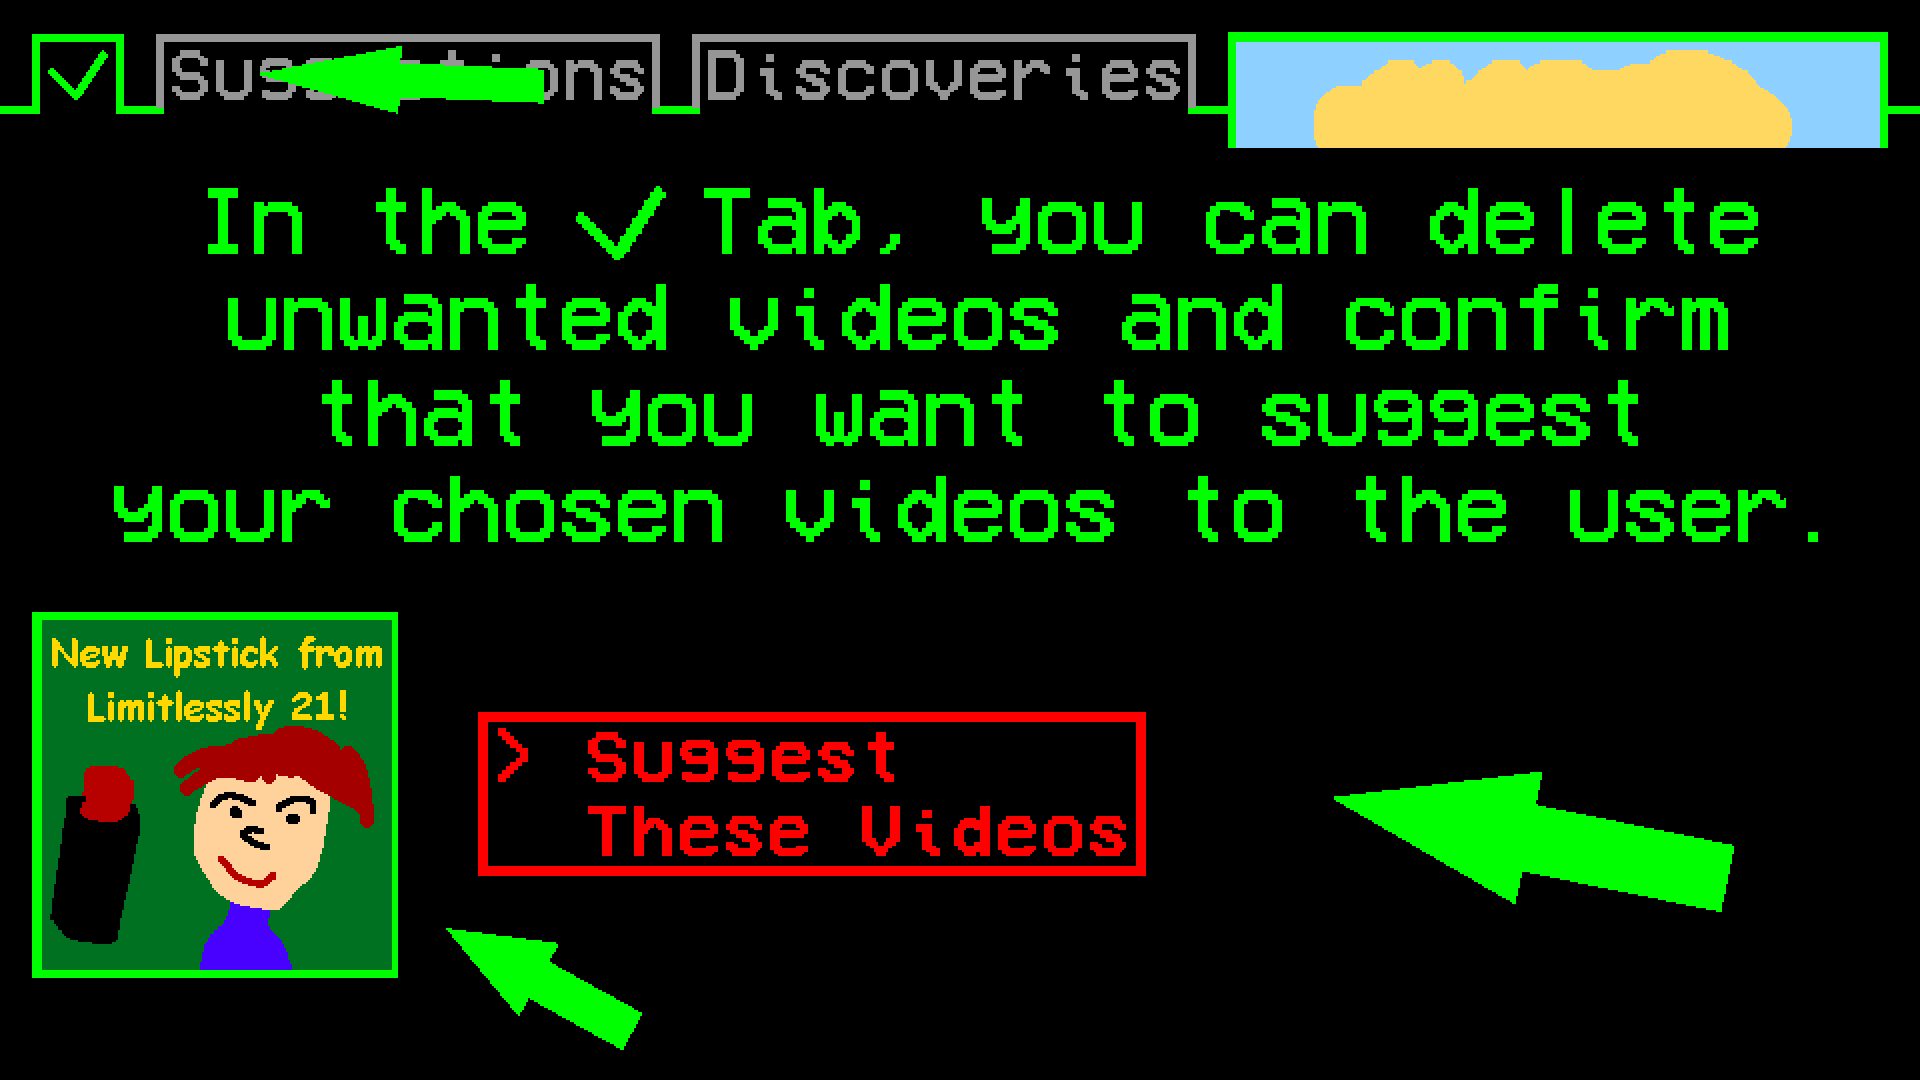 ✓
Discoveries
In the ✓ Tab, you can delete
unwanted videos and confirm
that you want to suggest
your chosen videos to the user.
New Lipstick from
Limitlessly 21!
> Suggest
These Videos